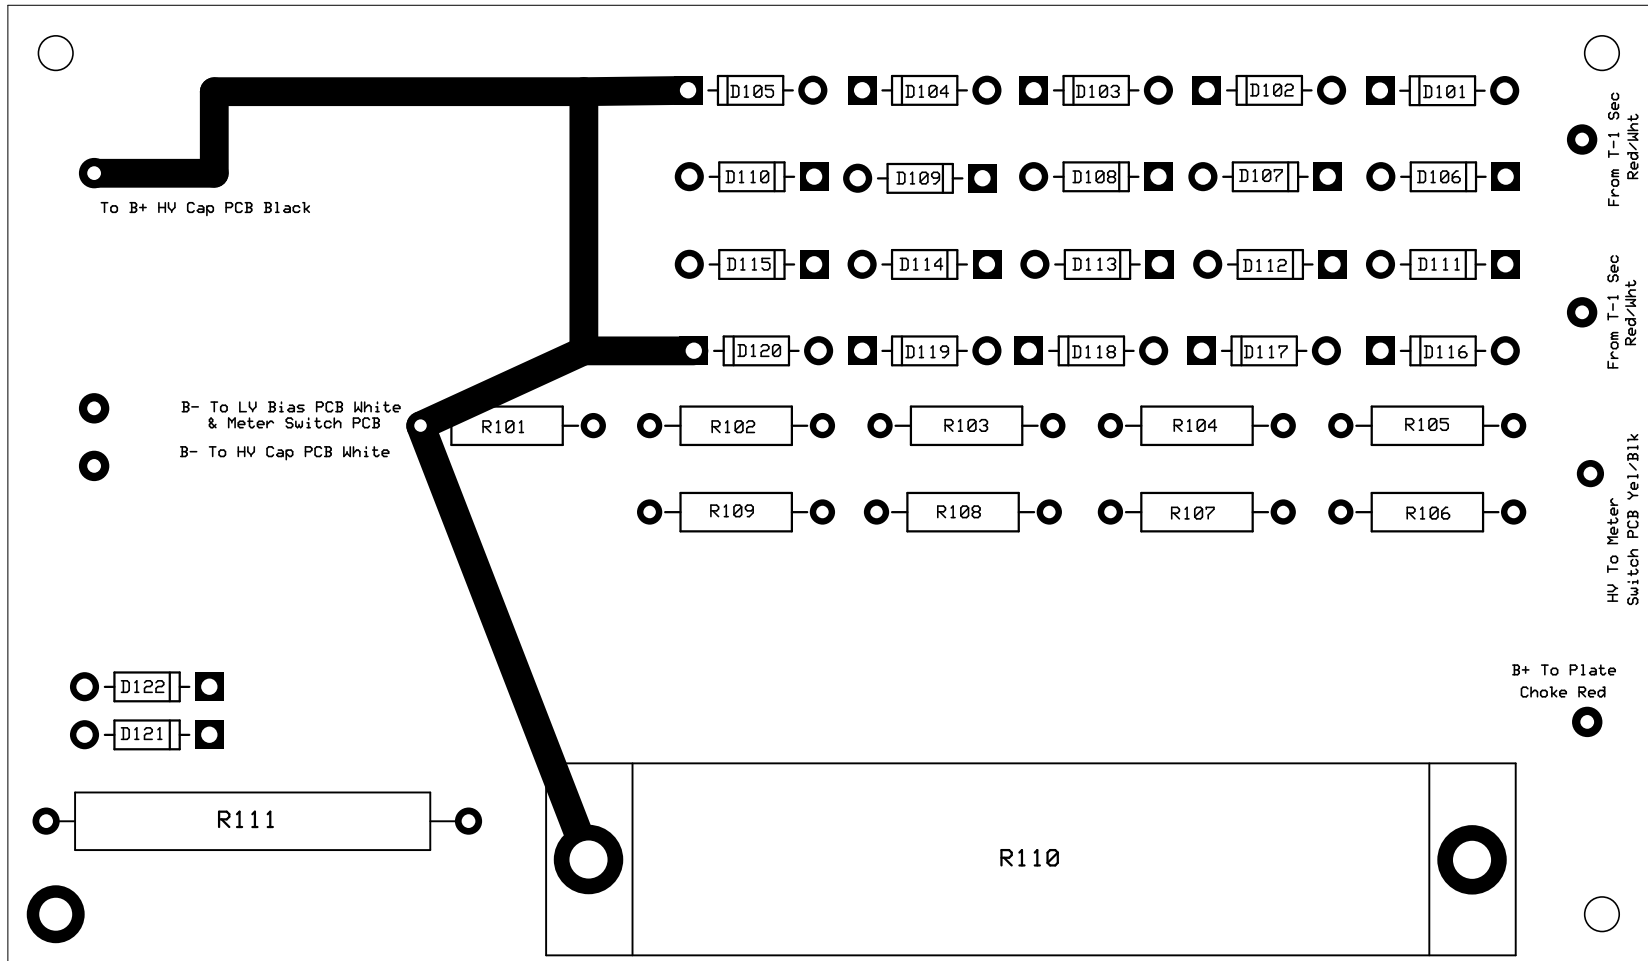 D105 D104 D103 D102 D101
From T-1 Sec
Red/Wht
D110 D109 D108 D107 D106
To B+ HV Cap PCB Black
D115 D114 D113 D112 D111
From T-1 Sec
Red/Wht
D120 D119 D118 D117 D116
B- To LV Bias PCB White
& Meter Switch PCB
R101 R102 R103 R104 R105
B- To HV Cap PCB White
HV To Meter
Switch PCB Yel/Blk
R109 R108 R107 R106
B+ To Plate
Choke Red
D122
D121
R111
R110